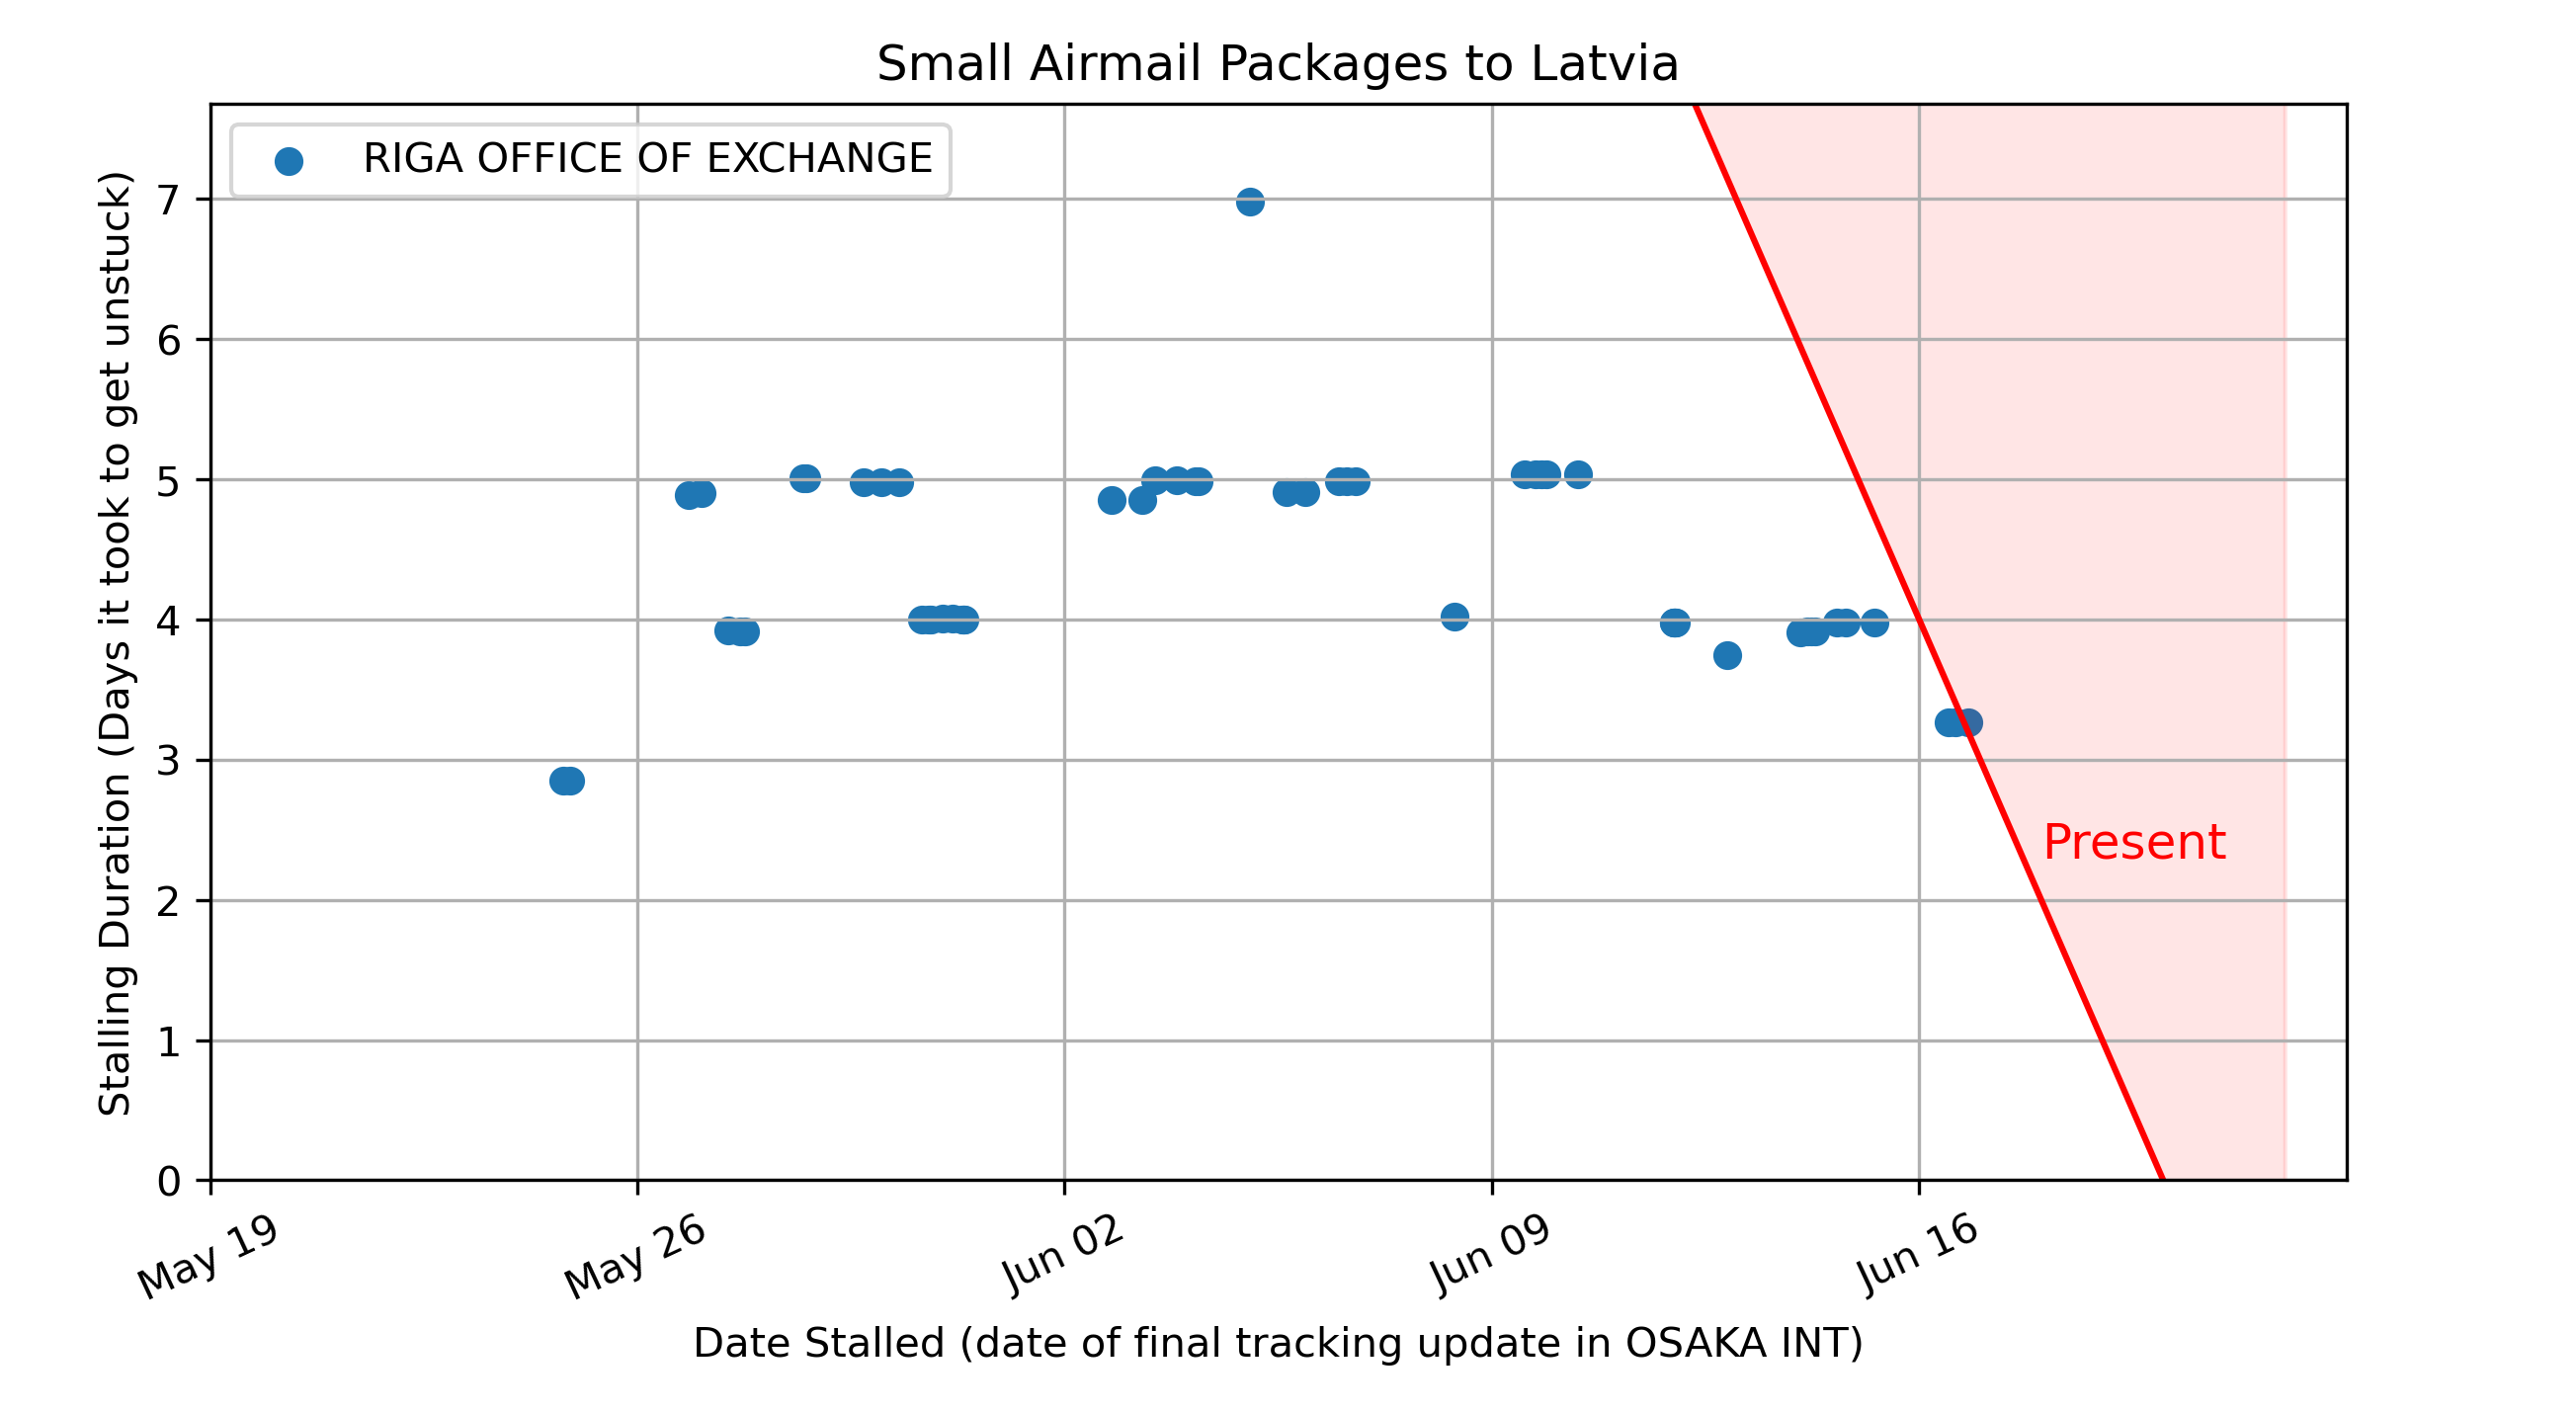 Small Airmail Packages to Latvia
RIGA OFFICE OF EXCHANGE
Stalling Duration (Days it took to get unstuck)
7
6
5
4
3
2
1
0
Present
May 19
May 26
Jun 02
Jun 09
Jun 16
Date Stalled (date of final tracking update in OSAKA INT)